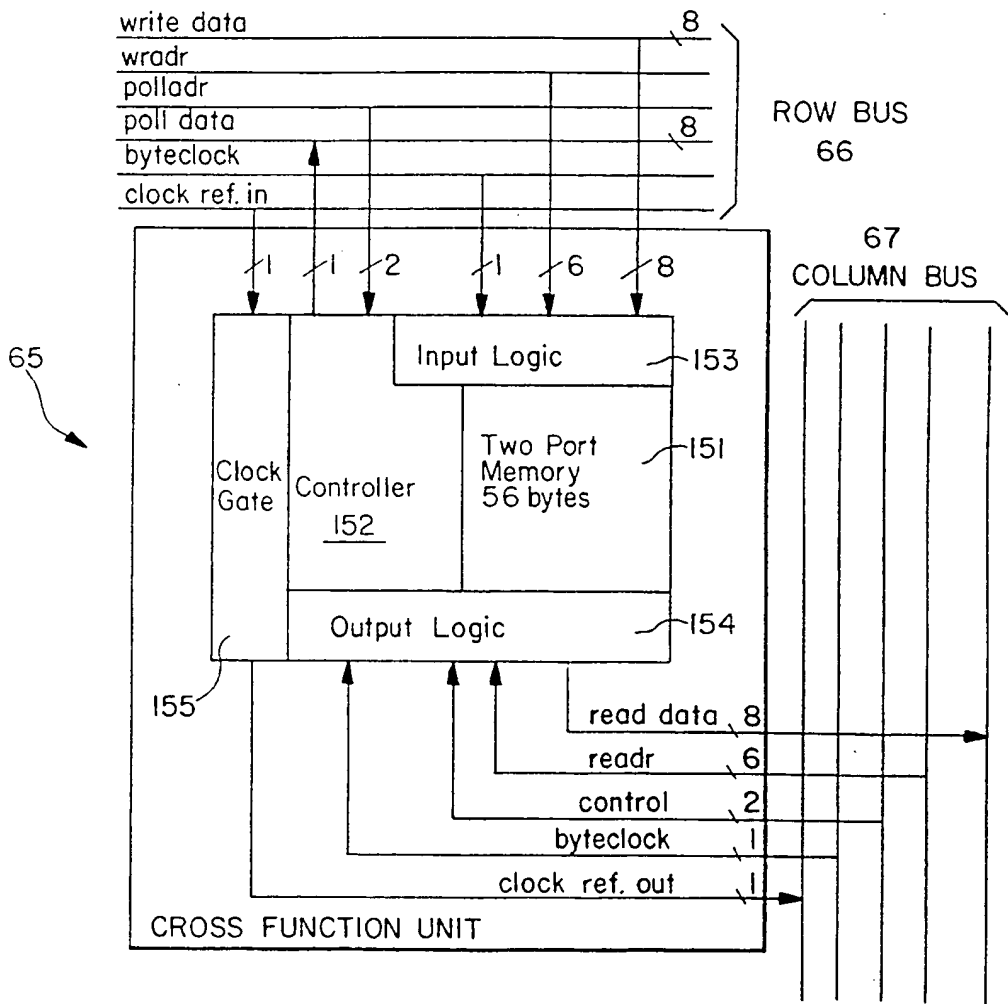 write data 8
wradr
polladr
poll data 8
byteclock
clock ref. in
ROW BUS
66
1 1 2 1 6 8
67
COLUMN BUS
65
Input Logic
153
Two Port
Memory
56 bytes
151
Clock
Gate
Controller
152
Output Logic
154
155
read data 8
readr 6
control 2
byteclock 1
clock ref. out 1
CROSS FUNCTION UNIT